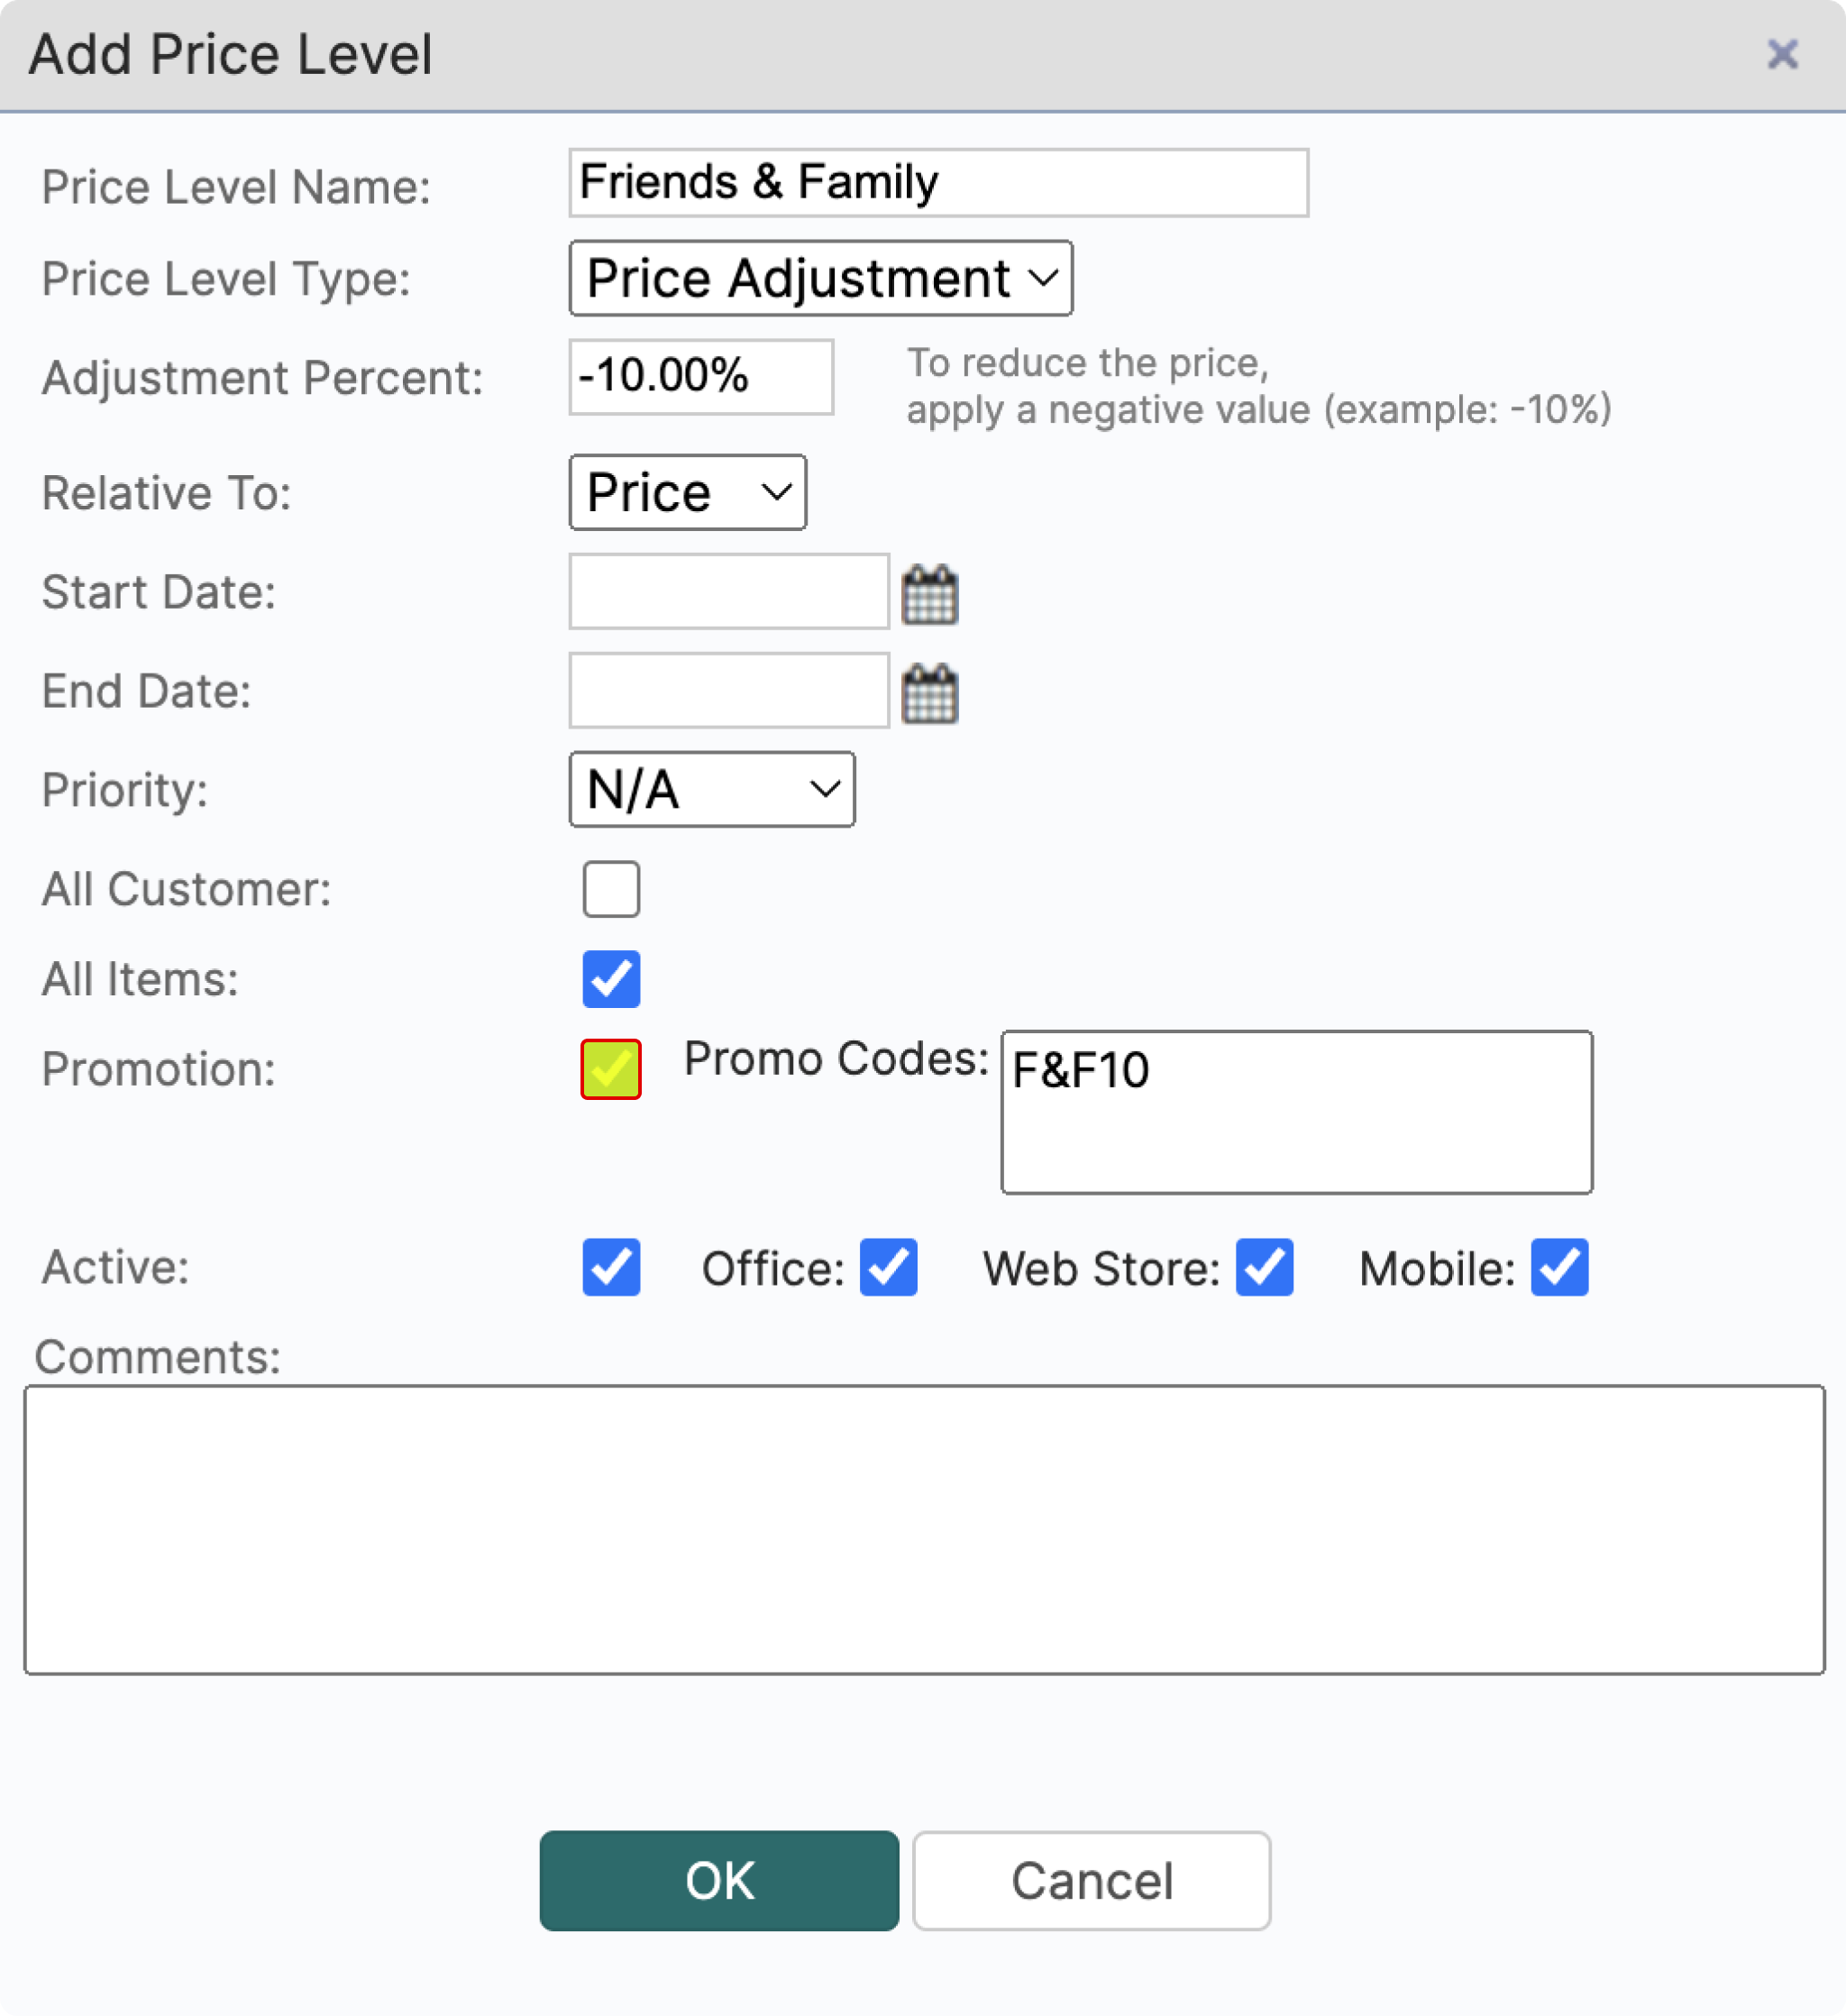 Add Price Level
Price Level Name: Friends & Family
Price Level Type: Price Adjustment
Adjustment Percent: -10.00% To reduce the price,
apply a negative value (example: -10%)
Relative To: Price
Start Date:
End Date:
Priority: N/A
All Customer:
All Items:
Promotion: Promo Codes: F&F10
Active: Office: Web Store: Mobile:
Comments:
OK Cancel